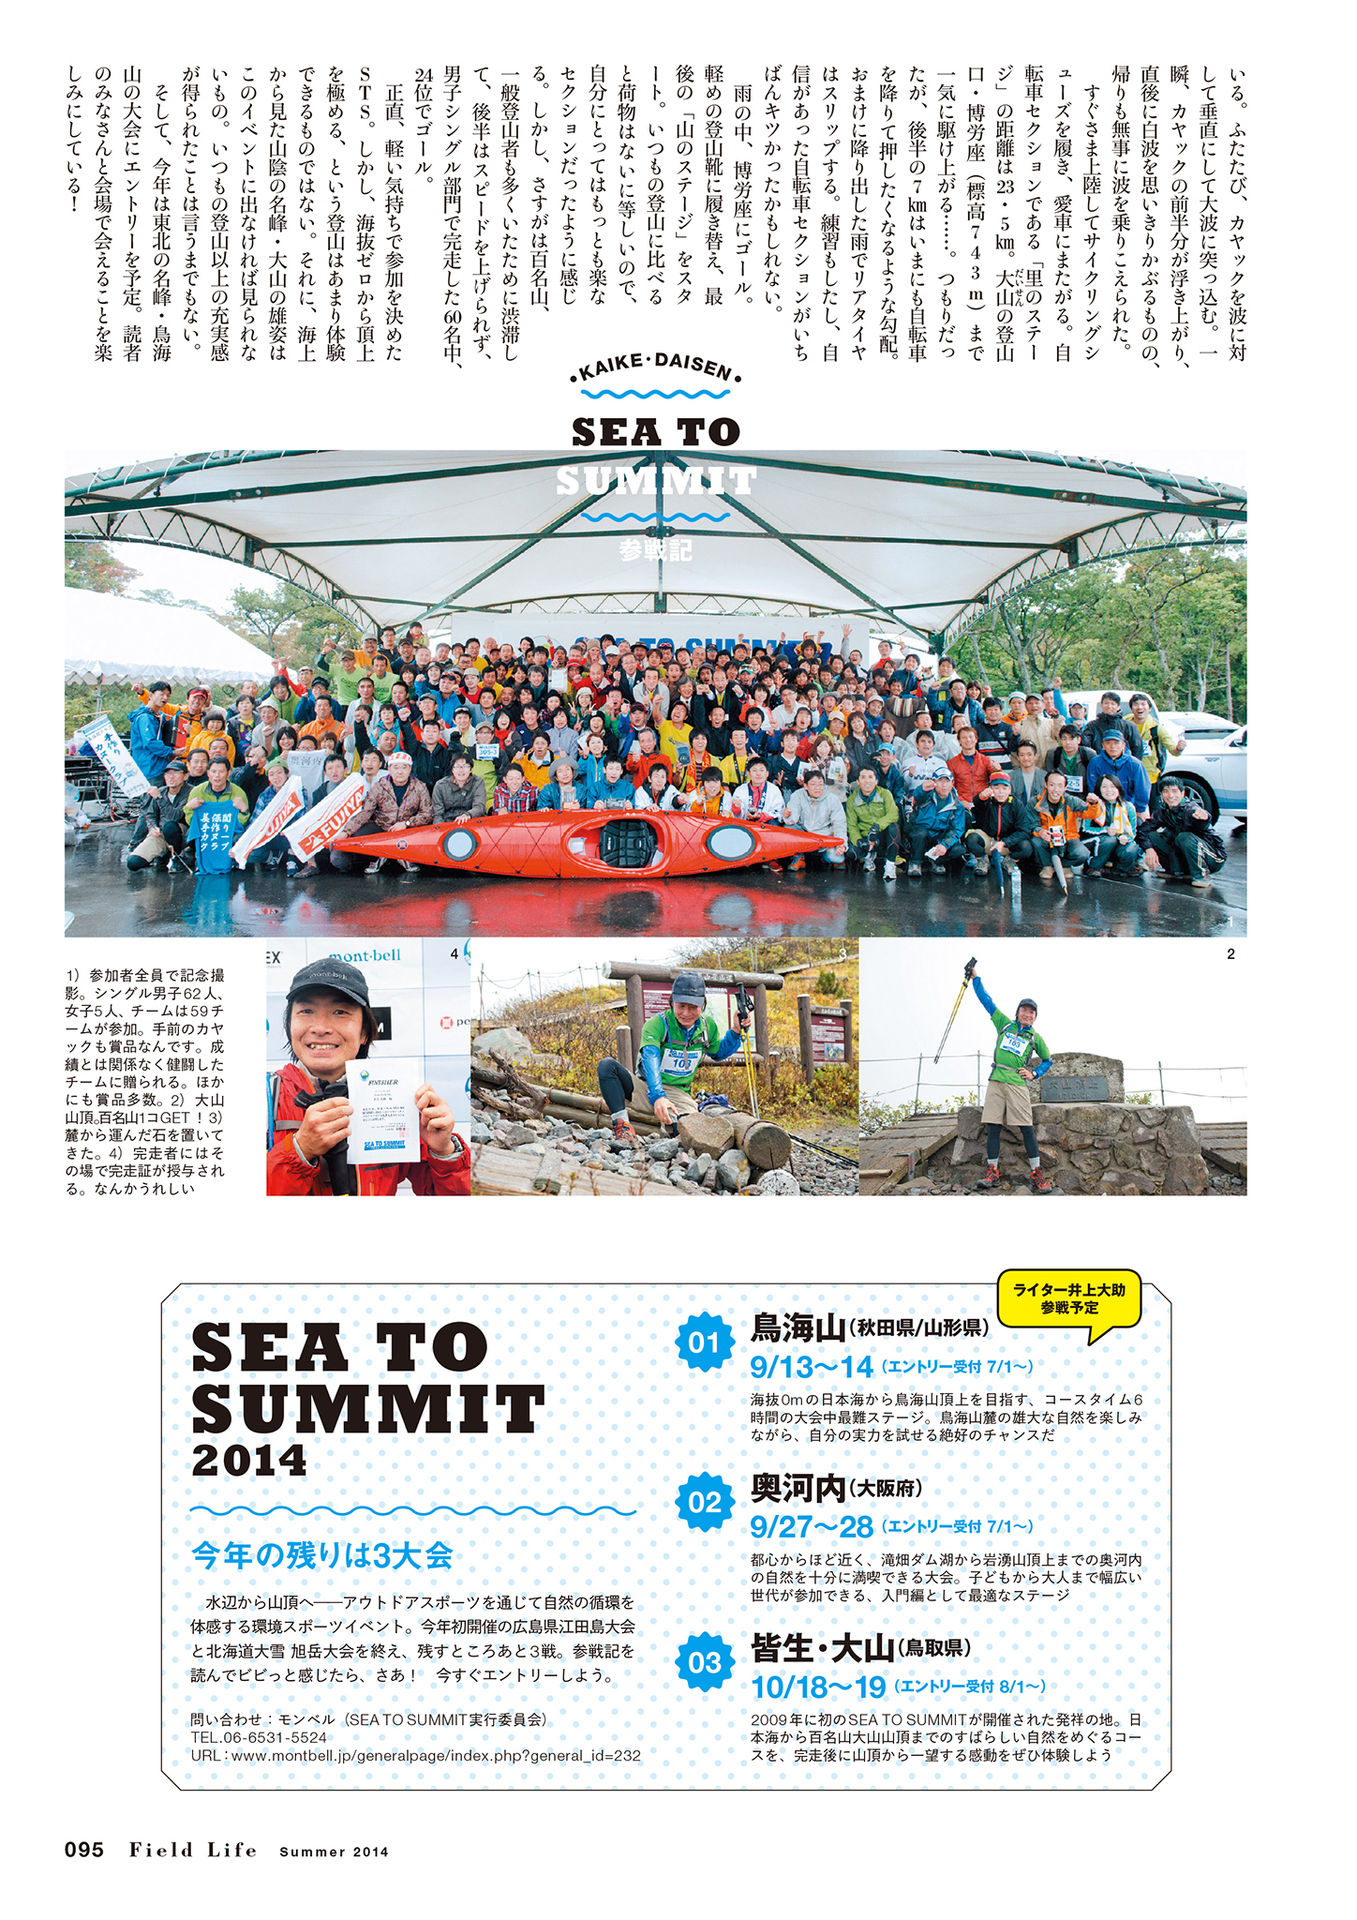 いる。ふたたび、カヤックを波に対
して垂直にして大波に突っ込む。一
瞬、カヤックの前半分が浮き上がり、
直後に白波を思いきりかぶるものの、
帰りも無事に波を乗りこえられた。
　すぐさま上陸してサイクリングシ
ューズを履き、愛車にまたがる。自
転車セクションである「里のステー
ジ」の距離は23・5㎞。大山の登山
だいせん
口・博労座（標高743m）まで
一気に駆け上がる……。つもりだっ
たが、後半の7㎞はいまにも自転車
を降りて押したくなるような勾配。
おまけに降り出した雨でリアタイヤ
はスリップする。練習もしたし、自
信があった自転車セクションがいち
ばんキツかったかもしれない。
　雨の中、博労座にゴール。
軽めの登山靴に履き替え、最
後の「山のステージ」をスタ
ート。いつもの登山に比べる
と荷物はないに等しいので、
自分にとってはもっとも楽な
セクションだったように感じ
る。しかし、さすがは百名山、
一般登山者も多くいたために渋滞し
て、後半はスピードを上げられず、
男子シングル部門で完走した60名中、
24位でゴール。
　正直、軽い気持ちで参加を決めた
STS。しかし、海抜ゼロから頂上
を極める、という登山はあまり体験
できるものではない。それに、海上
から見た山陰の名峰・大山の雄姿は
このイベントに出なければ見られな
いもの。いつもの登山以上の充実感
が得られたことは言うまでもない。
　そして、今年は東北の名峰・鳥海
山の大会にエントリーを予定。読者
のみなさんと会場で会えることを楽
しみにしている！
・KAIKE・DAISEN・
SEA TO
SUMMIT
参戦記
SEA TO SUMMIT
FUJIYA
FUJIYA
1）参加者全員で記念撮
影。シングル男子62人、
女子5人、チームは59チ
ームが参加。手前のカヤ
ックも賞品なんです。成
績とは関係なく健闘した
チームに贈られる。ほか
にも賞品多数。2）大山
山頂。百名山1コGET！3）
麓から運んだ石を置いて
きた。4）完走者にはそ
の場で完走証が授与され
る。なんかうれしい
4
mont-bell
mont-bell
FINISHER
SEA TO SUMMIT
3
103
2
103
SEA TO
SUMMIT
2014
今年の残りは3大会
　水辺から山頂へ――アウトドアスポーツを通じて自然の循環を
体感する環境スポーツイベント。今年初開催の広島県江田島大会
と北海道大雪 旭岳大会を終え、残すところあと3戦。参戦記を
読んでビビっと感じたら、さあ！　今すぐエントリーしよう。
問い合わせ：モンベル（SEA TO SUMMIT実行委員会）
TEL.06-6531-5524
URL：www.montbell.jp/generalpage/index.php?general_id=232
ライター井上大助
参戦予定
01
鳥海山（秋田県/山形県）
9/13〜14（エントリー受付 7/1〜）
海抜0mの日本海から鳥海山頂上を目指す、コースタイム6
時間の大会中最難ステージ。鳥海山麓の雄大な自然を楽しみ
ながら、自分の実力を試せる絶好のチャンスだ
02
奥河内（大阪府）
9/27〜28（エントリー受付 7/1〜）
都心からほど近く、滝畑ダム湖から岩湧山頂上までの奥河内
の自然を十分に満喫できる大会。子どもから大人まで幅広い
世代が参加できる、入門編として最適なステージ
03
皆生・大山（鳥取県）
10/18〜19（エントリー受付 8/1〜）
2009年に初のSEA TO SUMMITが開催された発祥の地。日
本海から百名山大山山頂までのすばらしい自然をめぐるコー
スを、完走後に山頂から一望する感動をぜひ体験しよう
095 Field Life Summer 2014